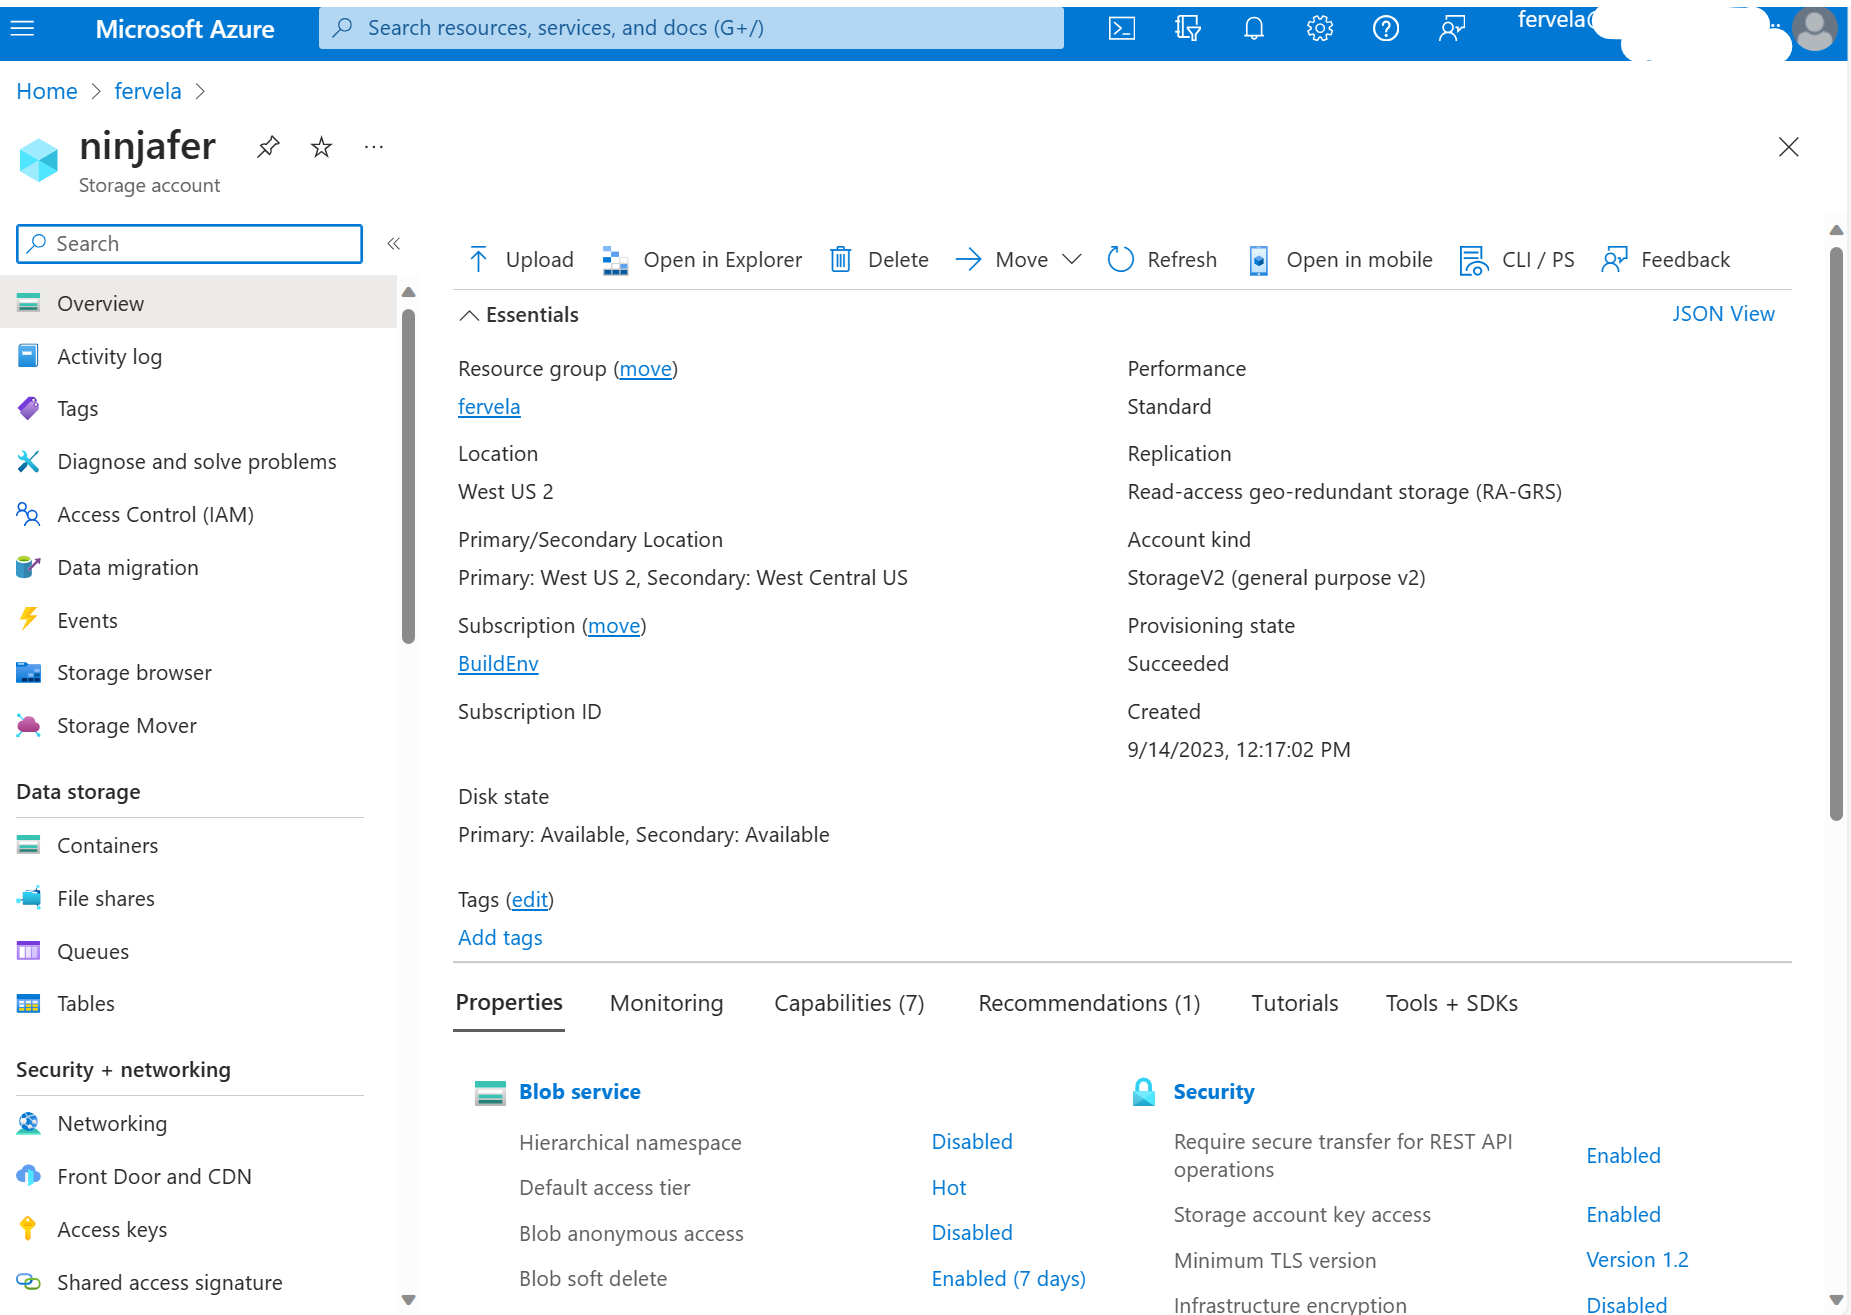 Microsoft Azure
Search resources, services, and docs (G+/)
Home > fervela >
ninjafer
Storage account
Search
Overview
Activity log
Tags
Diagnose and solve problems
Access Control (IAM)
Data migration
Events
Storage browser
Storage Mover
Data storage
Containers
File shares
Queues
Tables
Security + networking
Networking
Front Door and CDN
Access keys
Shared access signature
Upload Open in Explorer Delete Move Refresh Open in mobile CLI / PS Feedback
Essentials
JSON View
Resource group (move)
fervela
Location
West US 2
Primary/Secondary Location
Primary: West US 2, Secondary: West Central US
Subscription (move)
BuildEnv
Subscription ID
Disk state
Primary: Available, Secondary: Available
Tags (edit)
Add tags
Performance
Standard
Replication
Read-access geo-redundant storage (RA-GRS)
Account kind
StorageV2 (general purpose v2)
Provisioning state
Succeeded
Created
9/14/2023, 12:17:02 PM
Properties Monitoring Capabilities (7) Recommendations (1) Tutorials Tools + SDKs
Blob service
Hierarchical namespace Disabled
Default access tier Hot
Blob anonymous access Disabled
Blob soft delete Enabled (7 days)
Security
Require secure transfer for REST API
operations Enabled
Storage account key access Enabled
Minimum TLS version Version 1.2
Infrastructure encryption Disabled